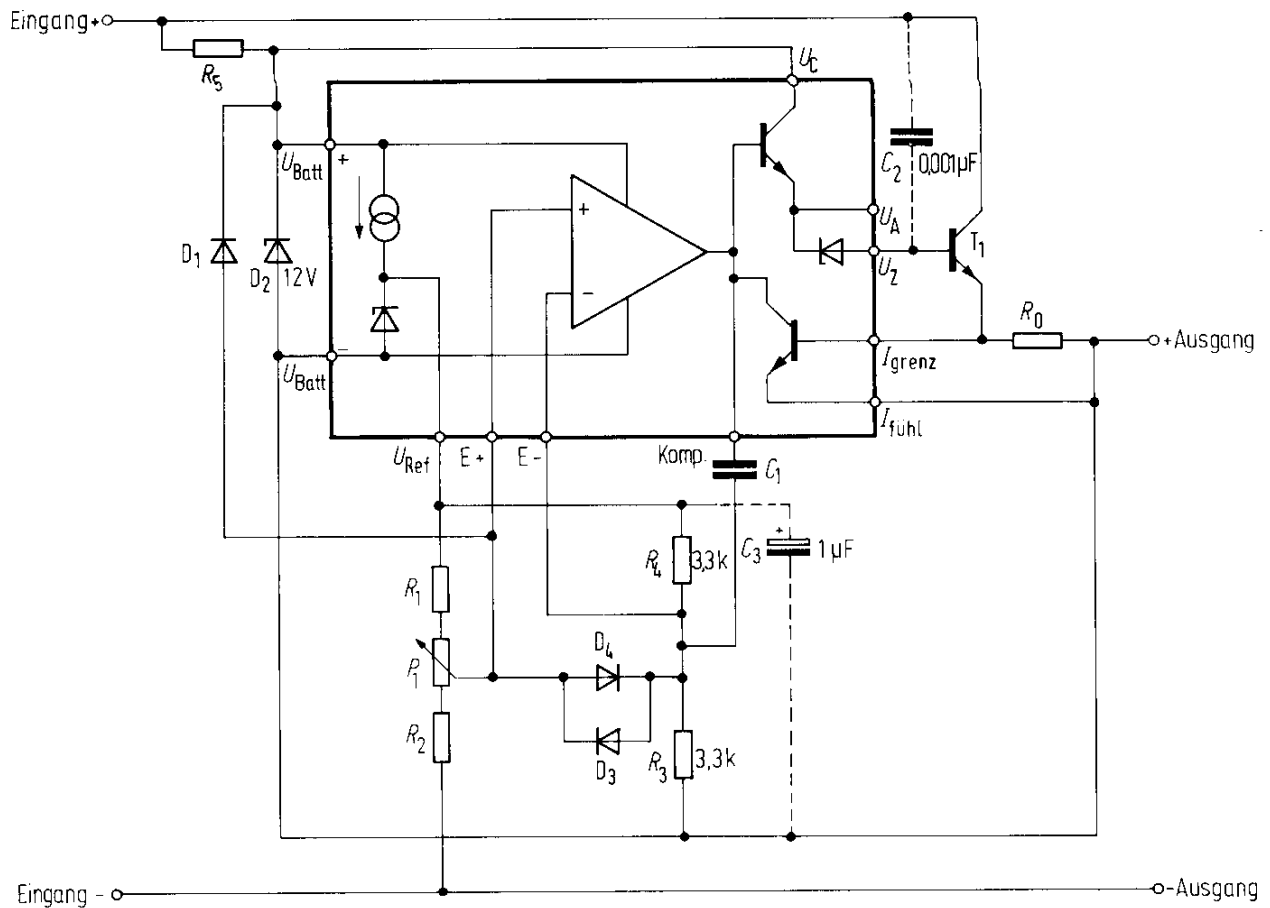 Eingang+
R5
UC
UBatt
+
C2 0,001µF
+
UA
T1
D1
D2 12V
UZ
−
R0
+Ausgang
−
UBatt
Igrenz
Ifühl
URef E+ E−
Komp.
C1
+
C3 1µF
R4 3,3k
R1
D4
P1
R2
D3
R3 3,3k
Eingang -
-Ausgang